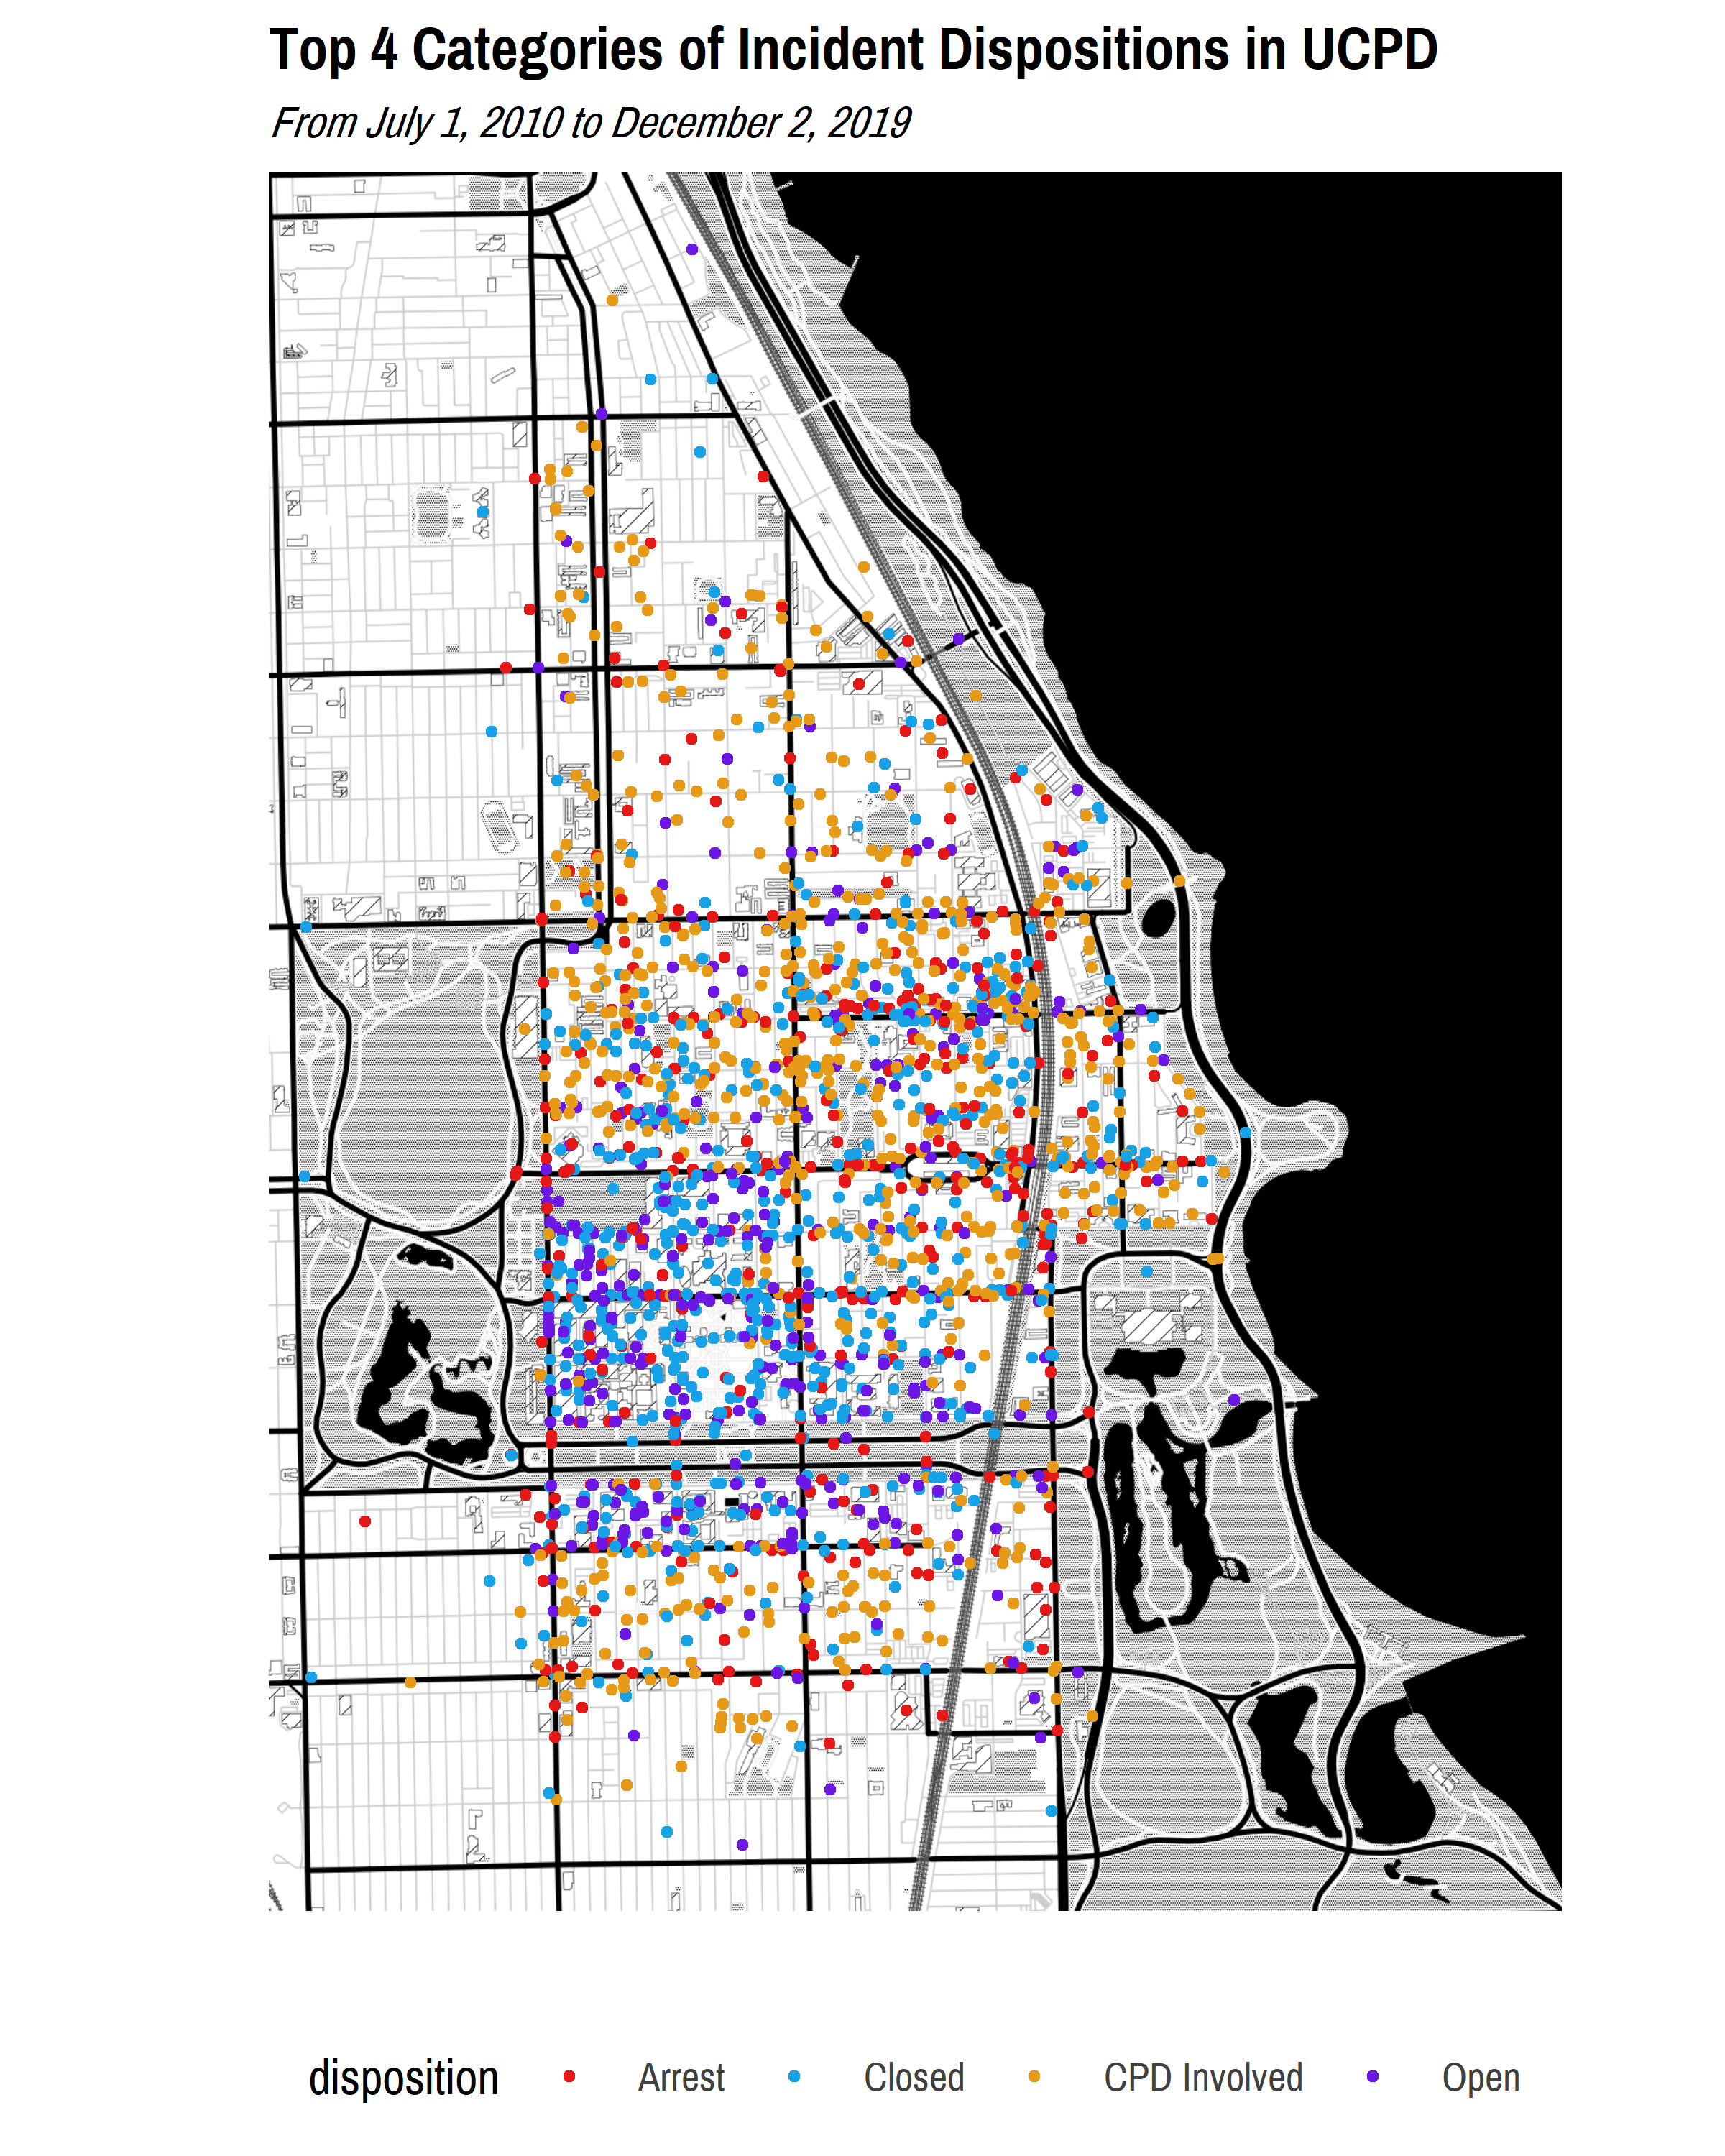 Top 4 Categories of Incident Dispositions in UCPD
From July 1, 2010 to December 2, 2019
disposition Arrest Closed CPD Involved Open